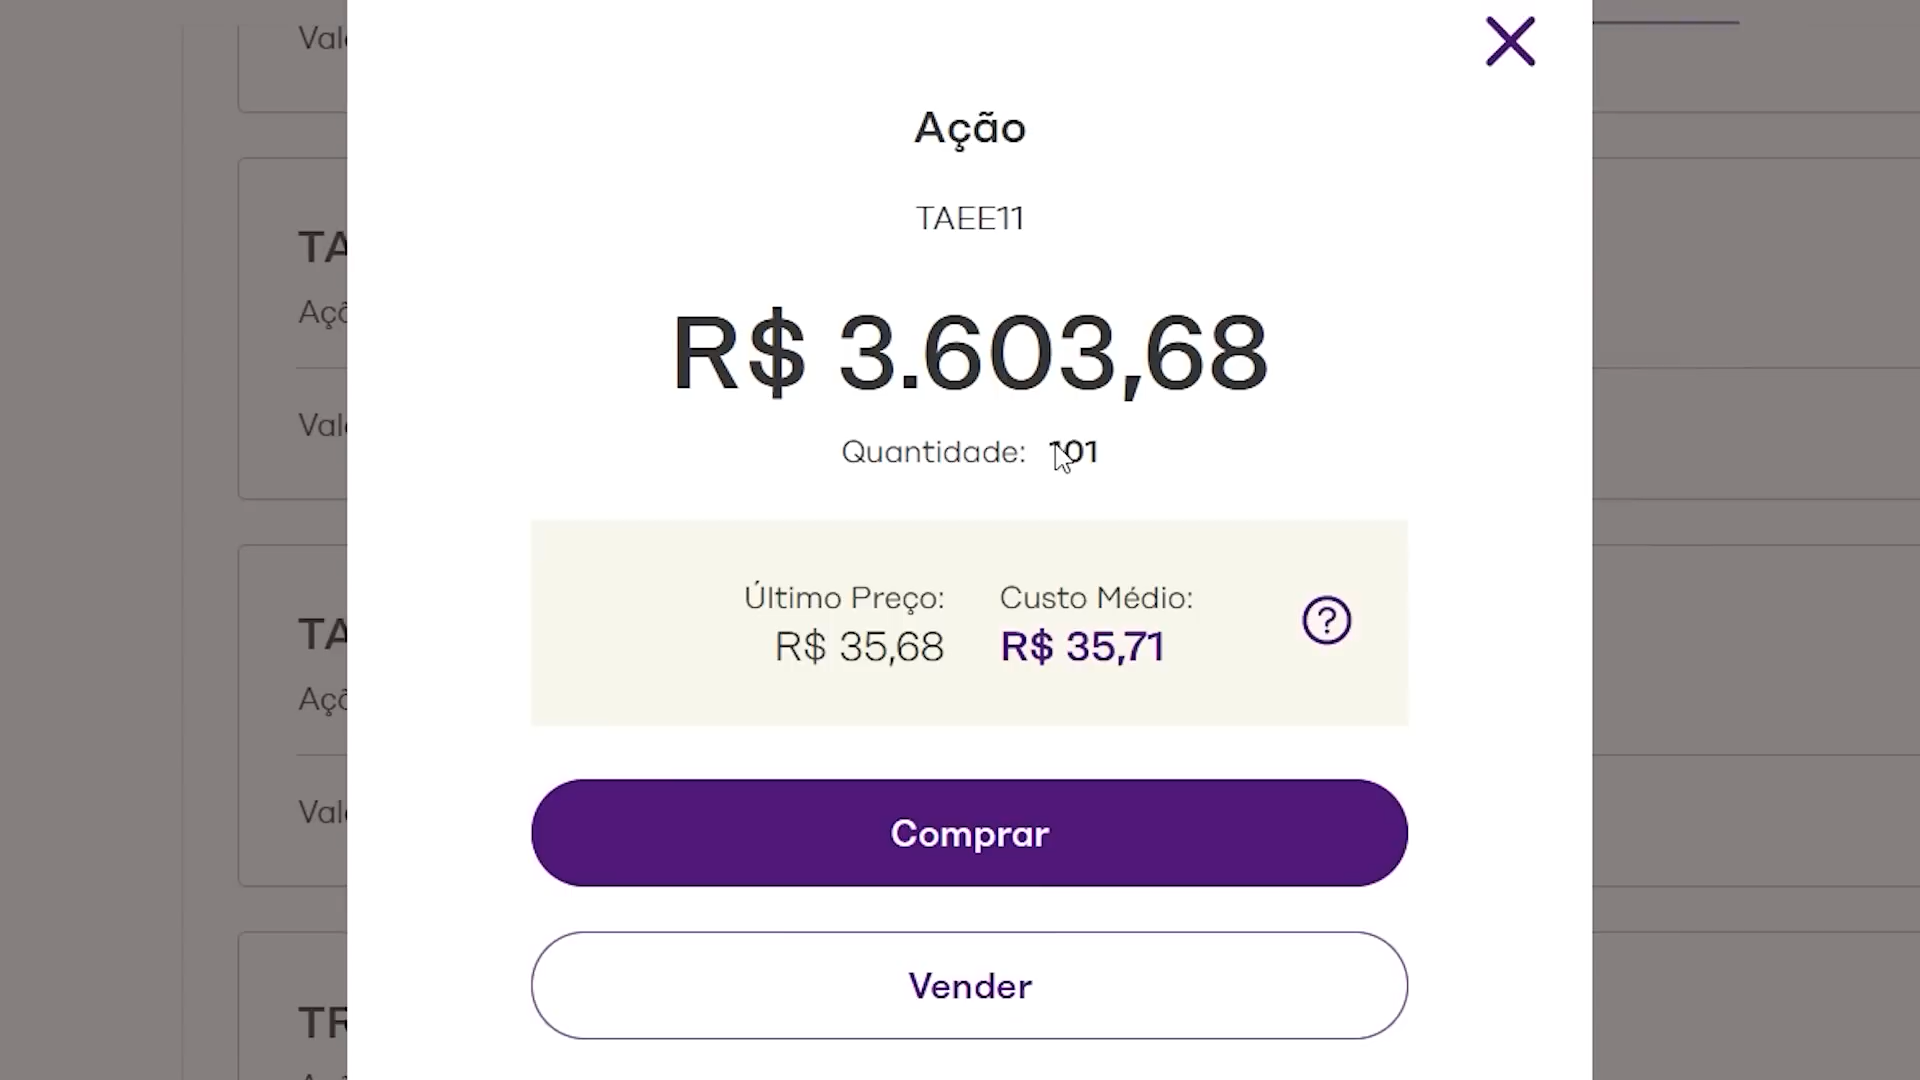 Ação
TAEE11
R$ 3.603,68
Quantidade: 101
Último Preço: Custo Médio:
R$ 35,68 R$ 35,71
?
Comprar
Vender